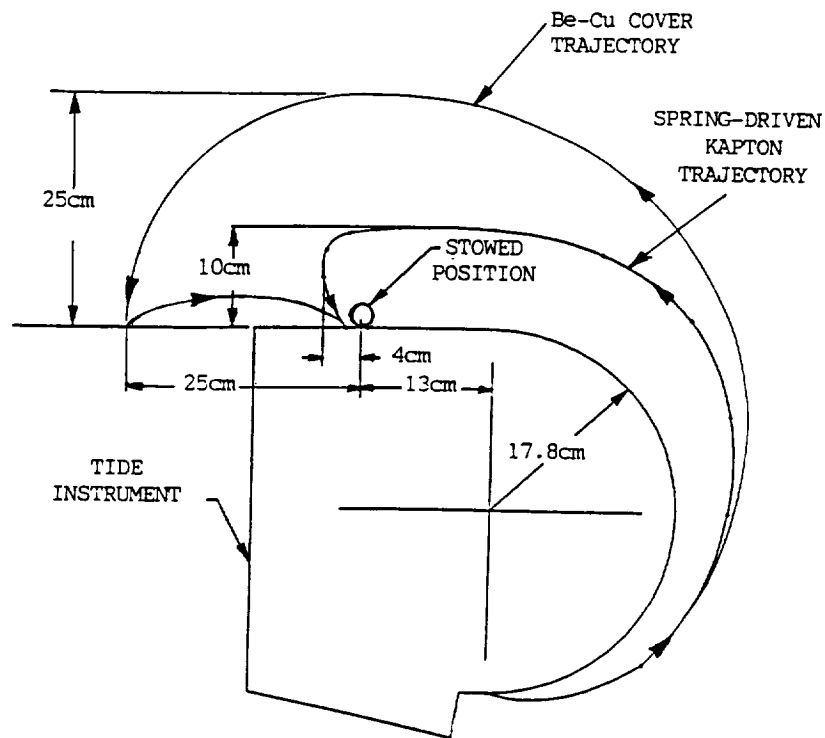 Be-Cu COVER
TRAJECTORY
SPRING-DRIVEN
KAPTON
TRAJECTORY
25cm
10cm
STOWED
POSITION
4cm
25cm
13cm
17.8cm
TIDE
INSTRUMENT